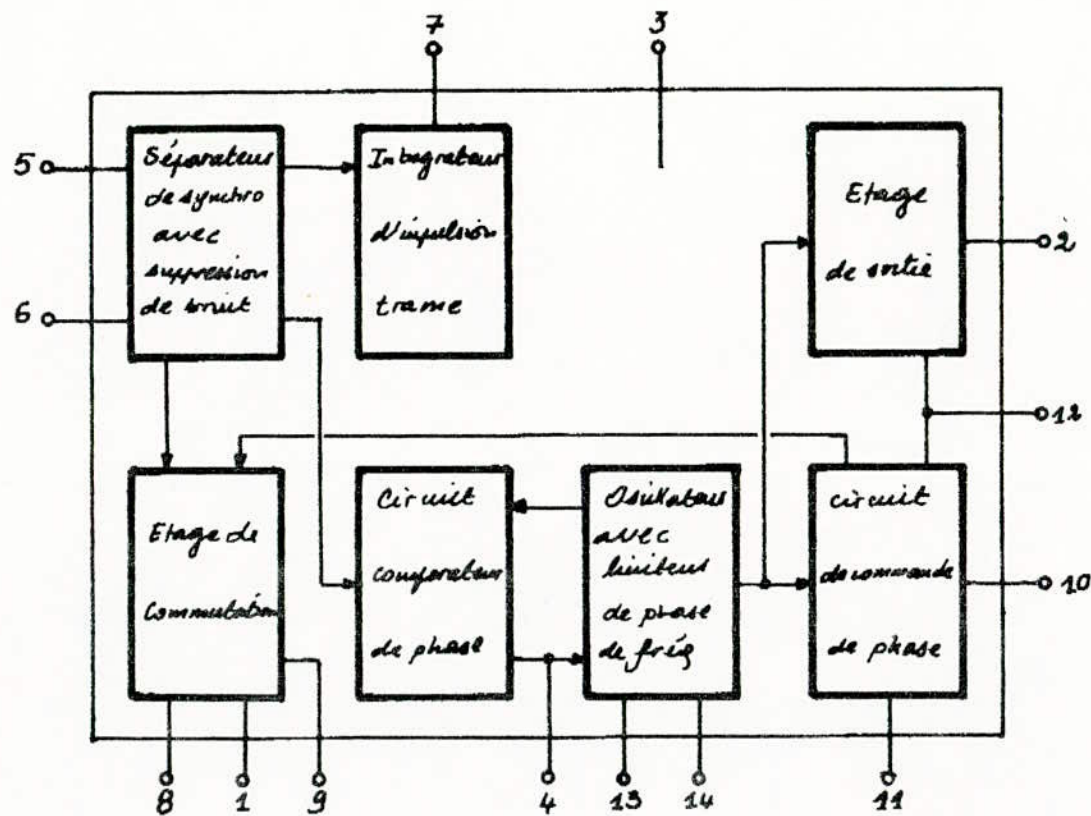 7
3
5
6
Séparateur
de synchro
avec
suppression
de bruit
Intégrateur
d'impulsion
trame
Etage
de sortie
2
12
Etage de
Commutation
Circuit
comparateur
de phase
Osillateur
avec
limiteur
de phase
de fréq
circuit
de commande
de phase
10
8
1
9
4
13
14
11